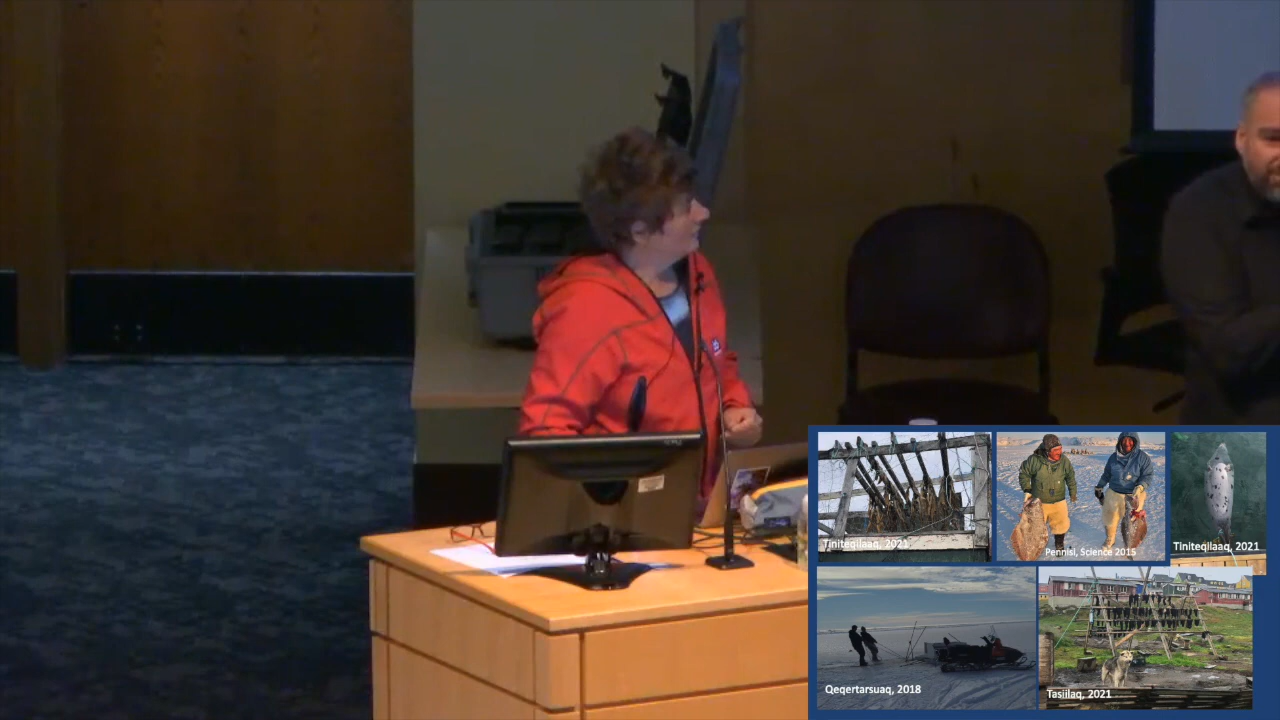 Tiniteqilaaq, 2021
Pennisi, Science 2015
Tiniteqilaaq, 2021
Qeqertarsuaq, 2018
Tasiilaq, 2021